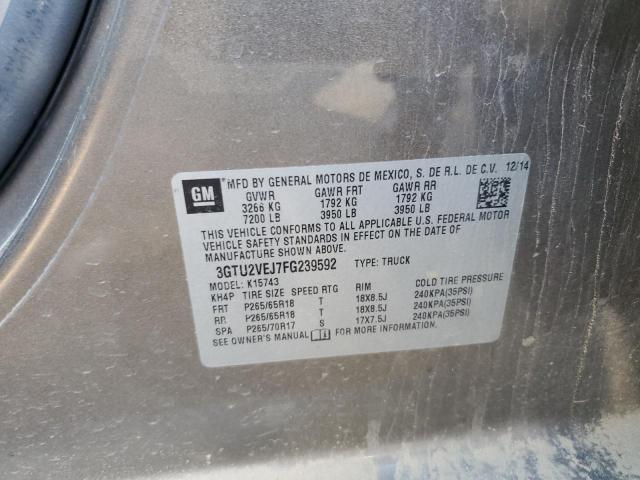 GM
MFD BY GENERAL MOTORS DE MEXICO, S. DE R.L. DE C.V. 12/14
GVWR GAWR FRT GAWR RR
3266 KG 1792 KG 1792 KG
7200 LB 3950 LB 3950 LB
THIS VEHICLE CONFORMS TO ALL APPLICABLE U.S. FEDERAL MOTOR
VEHICLE SAFETY STANDARDS IN EFFECT ON THE DATE OF
MANUFACTURE SHOWN ABOVE.
3GTU2VEJ7FG239592 TYPE: TRUCK
MODEL: K15743
KH4P TIRE SIZE SPEED RTG RIM COLD TIRE PRESSURE
FRT P265/65R18 T 18X8.5J 240KPA(35PSI)
RR P265/65R18 T 18X8.5J 240KPA(35PSI)
SPA P265/70R17 S 17X7.5J 240KPA(35PSI)
SEE OWNER'S MANUAL FOR MORE INFORMATION.